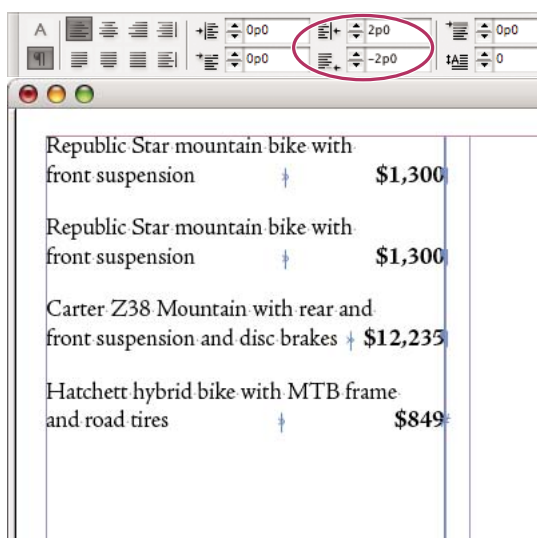 A 0p0 2p0 0p0
¶ 0p0 -2p0 A 0
Republic Star mountain bike with
front suspension $1,300
Republic Star mountain bike with
front suspension $1,300
Carter Z38 Mountain with rear and
front suspension and disc brakes $12,235
Hatchett hybrid bike with MTB frame
and road tires $849